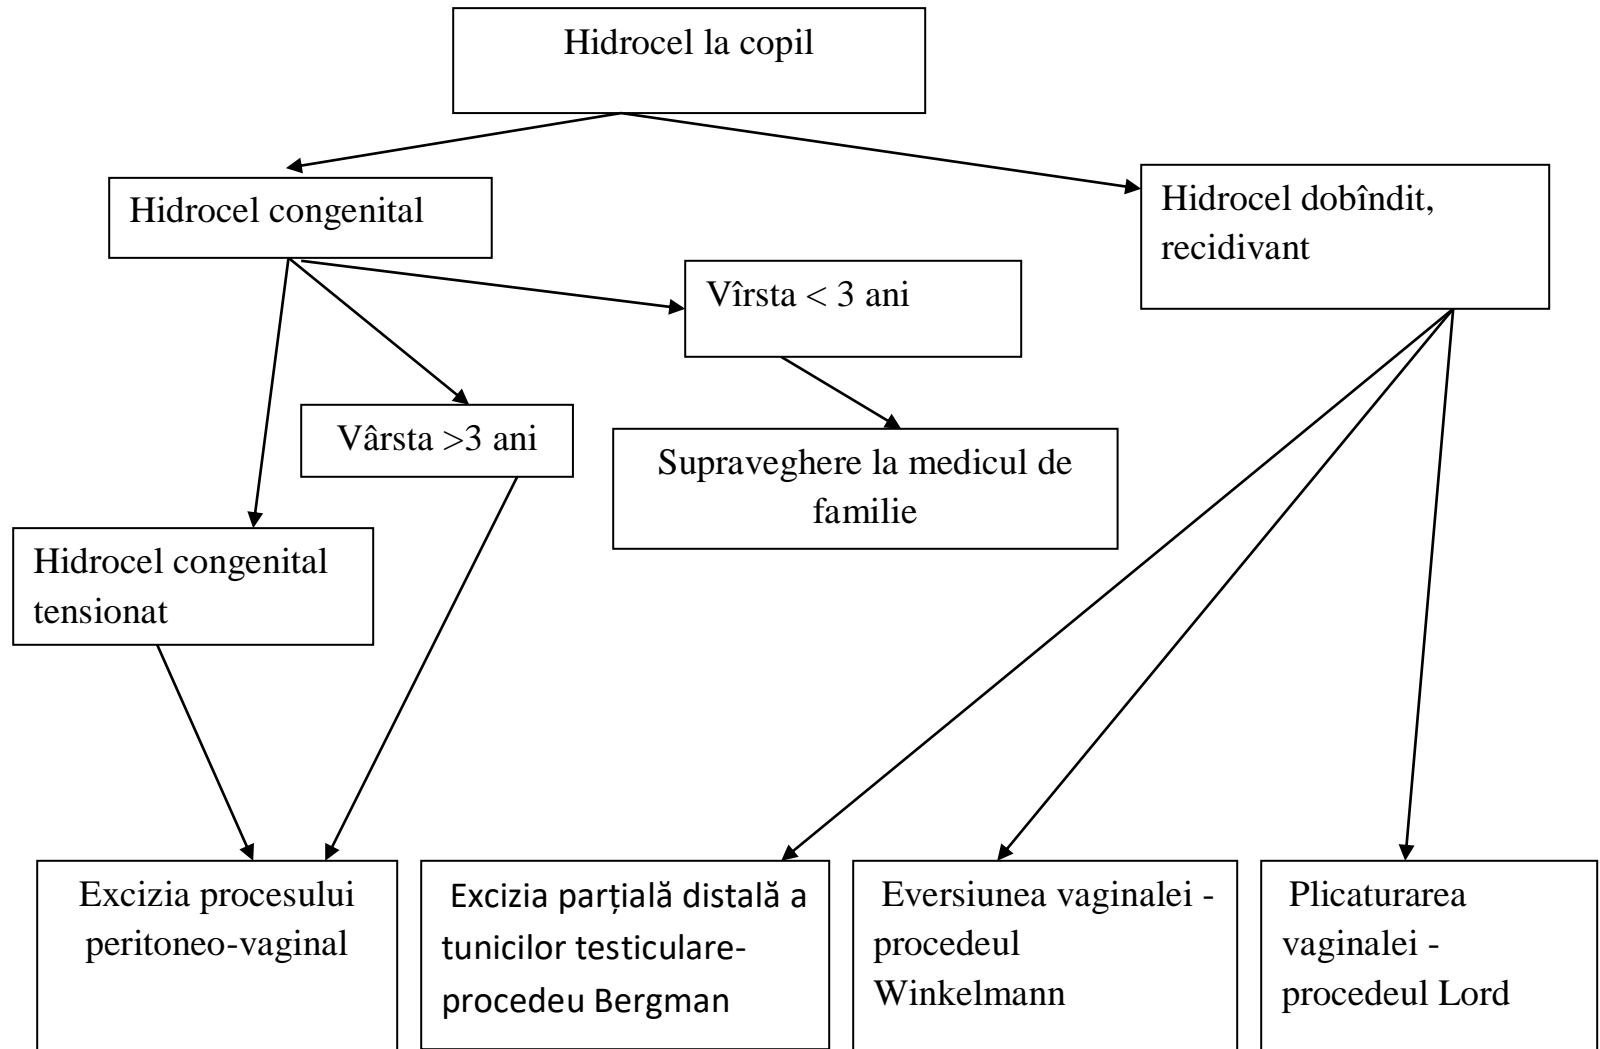 Hidrocel la copil
Hidrocel congenital
Hidrocel dobîndit,
recidivant
Vîrsta < 3 ani
Vârsta >3 ani
Supraveghere la medicul de
familie
Hidrocel congenital
tensionat
Excizia procesului
peritoneo-vaginal
Excizia parțială distală a
tunicilor testiculare-
procedeu Bergman
Eversiunea vaginalei -
procedeul
Winkelmann
Plicaturarea
vaginalei -
procedeul Lord